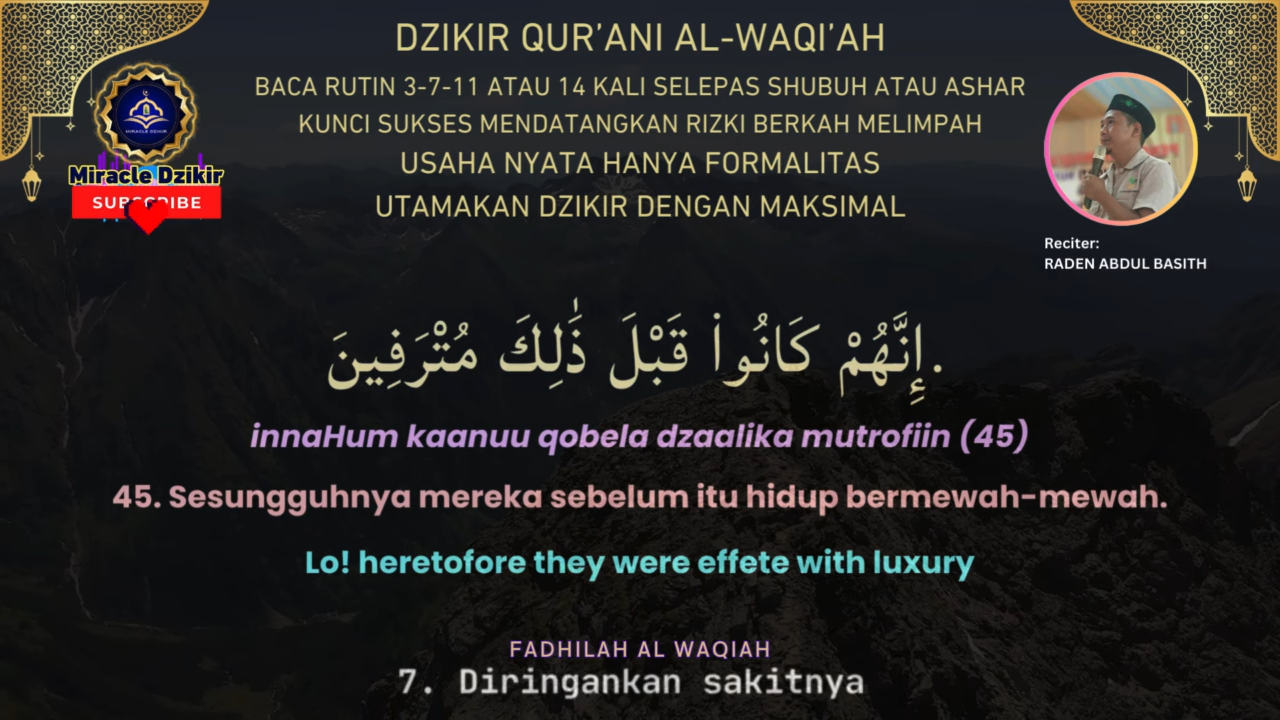 DZIKIR QUR'ANI AL-WAQI'AH
BACA RUTIN 3-7-11 ATAU 14 KALI SELEPAS SHUBUH ATAU ASHAR
KUNCI SUKSES MENDATANGKAN RIZKI BERKAH MELIMPAH
USAHA NYATA HANYA FORMALITAS
UTAMAKAN DZIKIR DENGAN MAKSIMAL
MIRACLE DZIKIR
Miracle Dzikir
SUBSCRIBE
Reciter:
RADEN ABDUL BASITH
.إِنَّهُمْ كَانُوا۟ قَبْلَ ذَٰلِكَ مُتْرَفِينَ
innaHum kaanuu qobela dzaalika mutrofiin (45)
45. Sesungguhnya mereka sebelum itu hidup bermewah-mewah.
Lo! heretofore they were effete with luxury
FADHILAH AL WAQIAH
7. Diringankan sakitnya